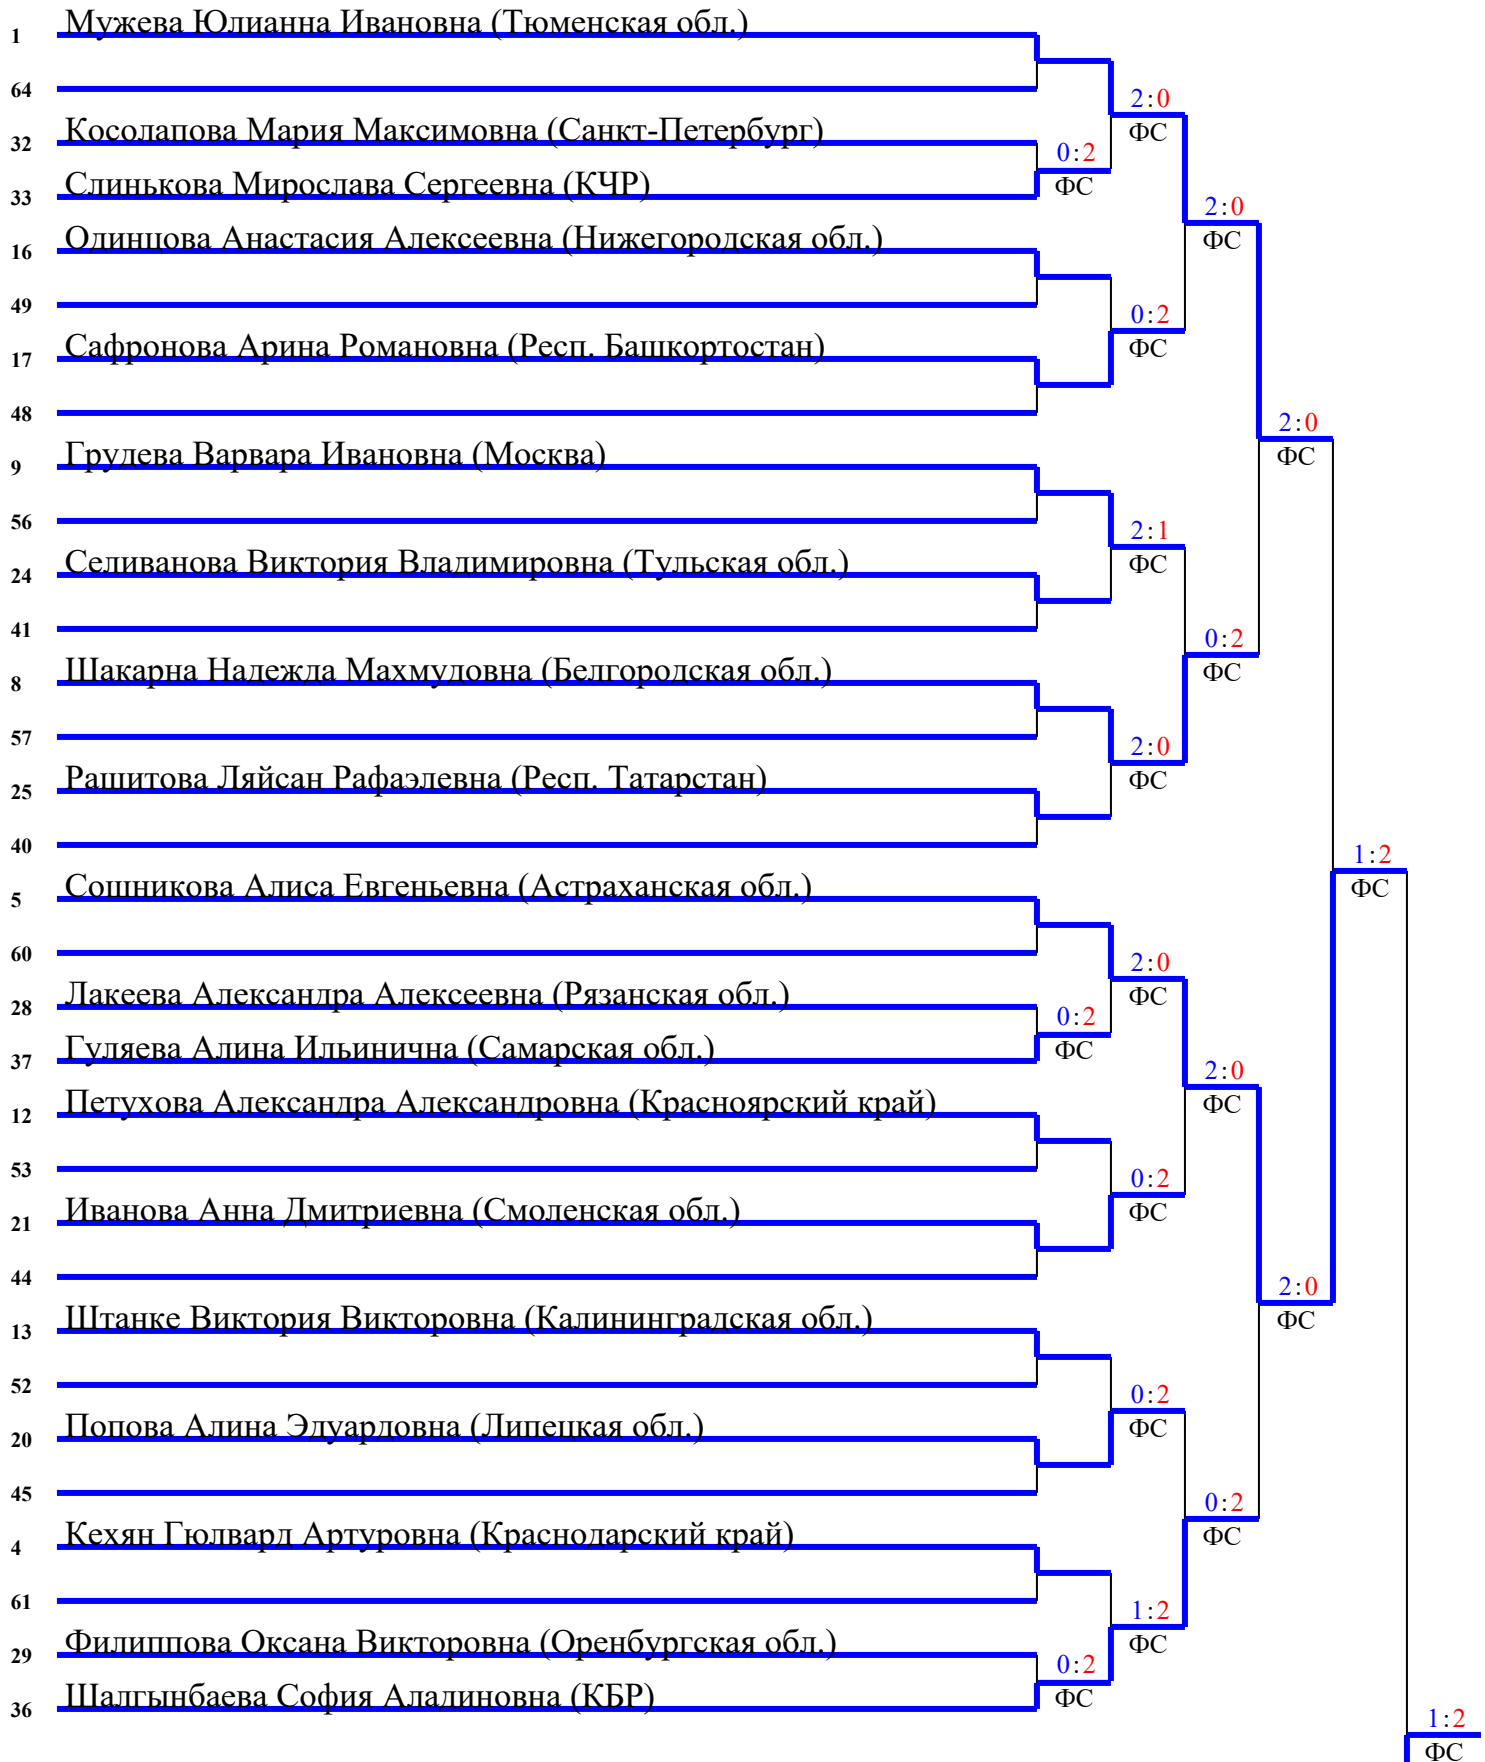 1 Мужева Юлианна Ивановна (Тюменская обл.)
64
2:0
32 Косолапова Мария Максимовна (Санкт-Петербург)
ФС
0:2
33 Слинькова Мирослава Сергеевна (КЧР)
ФС
2:0
16 Одинцова Анастасия Алексеевна (Нижегородская обл.)
ФС
49
0:2
17 Сафронова Арина Романовна (Респ. Башкортостан)
ФС
48
2:0
9 Грудева Варвара Ивановна (Москва)
ФС
56
2:1
24 Селиванова Виктория Владимировна (Тульская обл.)
ФС
41
0:2
8 Шакарна Надежда Махмудовна (Белгородская обл.)
ФС
57
2:0
25 Рашитова Ляйсан Рафаэлевна (Респ. Татарстан)
ФС
40
1:2
5 Сошникова Алиса Евгеньевна (Астраханская обл.)
ФС
60
2:0
28 Лакеева Александра Алексеевна (Рязанская обл.)
ФС
0:2
37 Гуляева Алина Ильинична (Самарская обл.)
ФС
2:0
12 Петухова Александра Александровна (Красноярский край)
ФС
53
0:2
21 Иванова Анна Дмитриевна (Смоленская обл.)
ФС
44
2:0
13 Штанке Виктория Викторовна (Калининградская обл.)
ФС
52
0:2
20 Попова Алина Эдуардовна (Липецкая обл.)
ФС
45
0:2
4 Кехян Гюлвард Артуровна (Краснодарский край)
ФС
61
1:2
29 Филиппова Оксана Викторовна (Оренбургская обл.)
ФС
0:2
36 Шалгынбаева София Аладиновна (КБР)
ФС
1:2
ФС